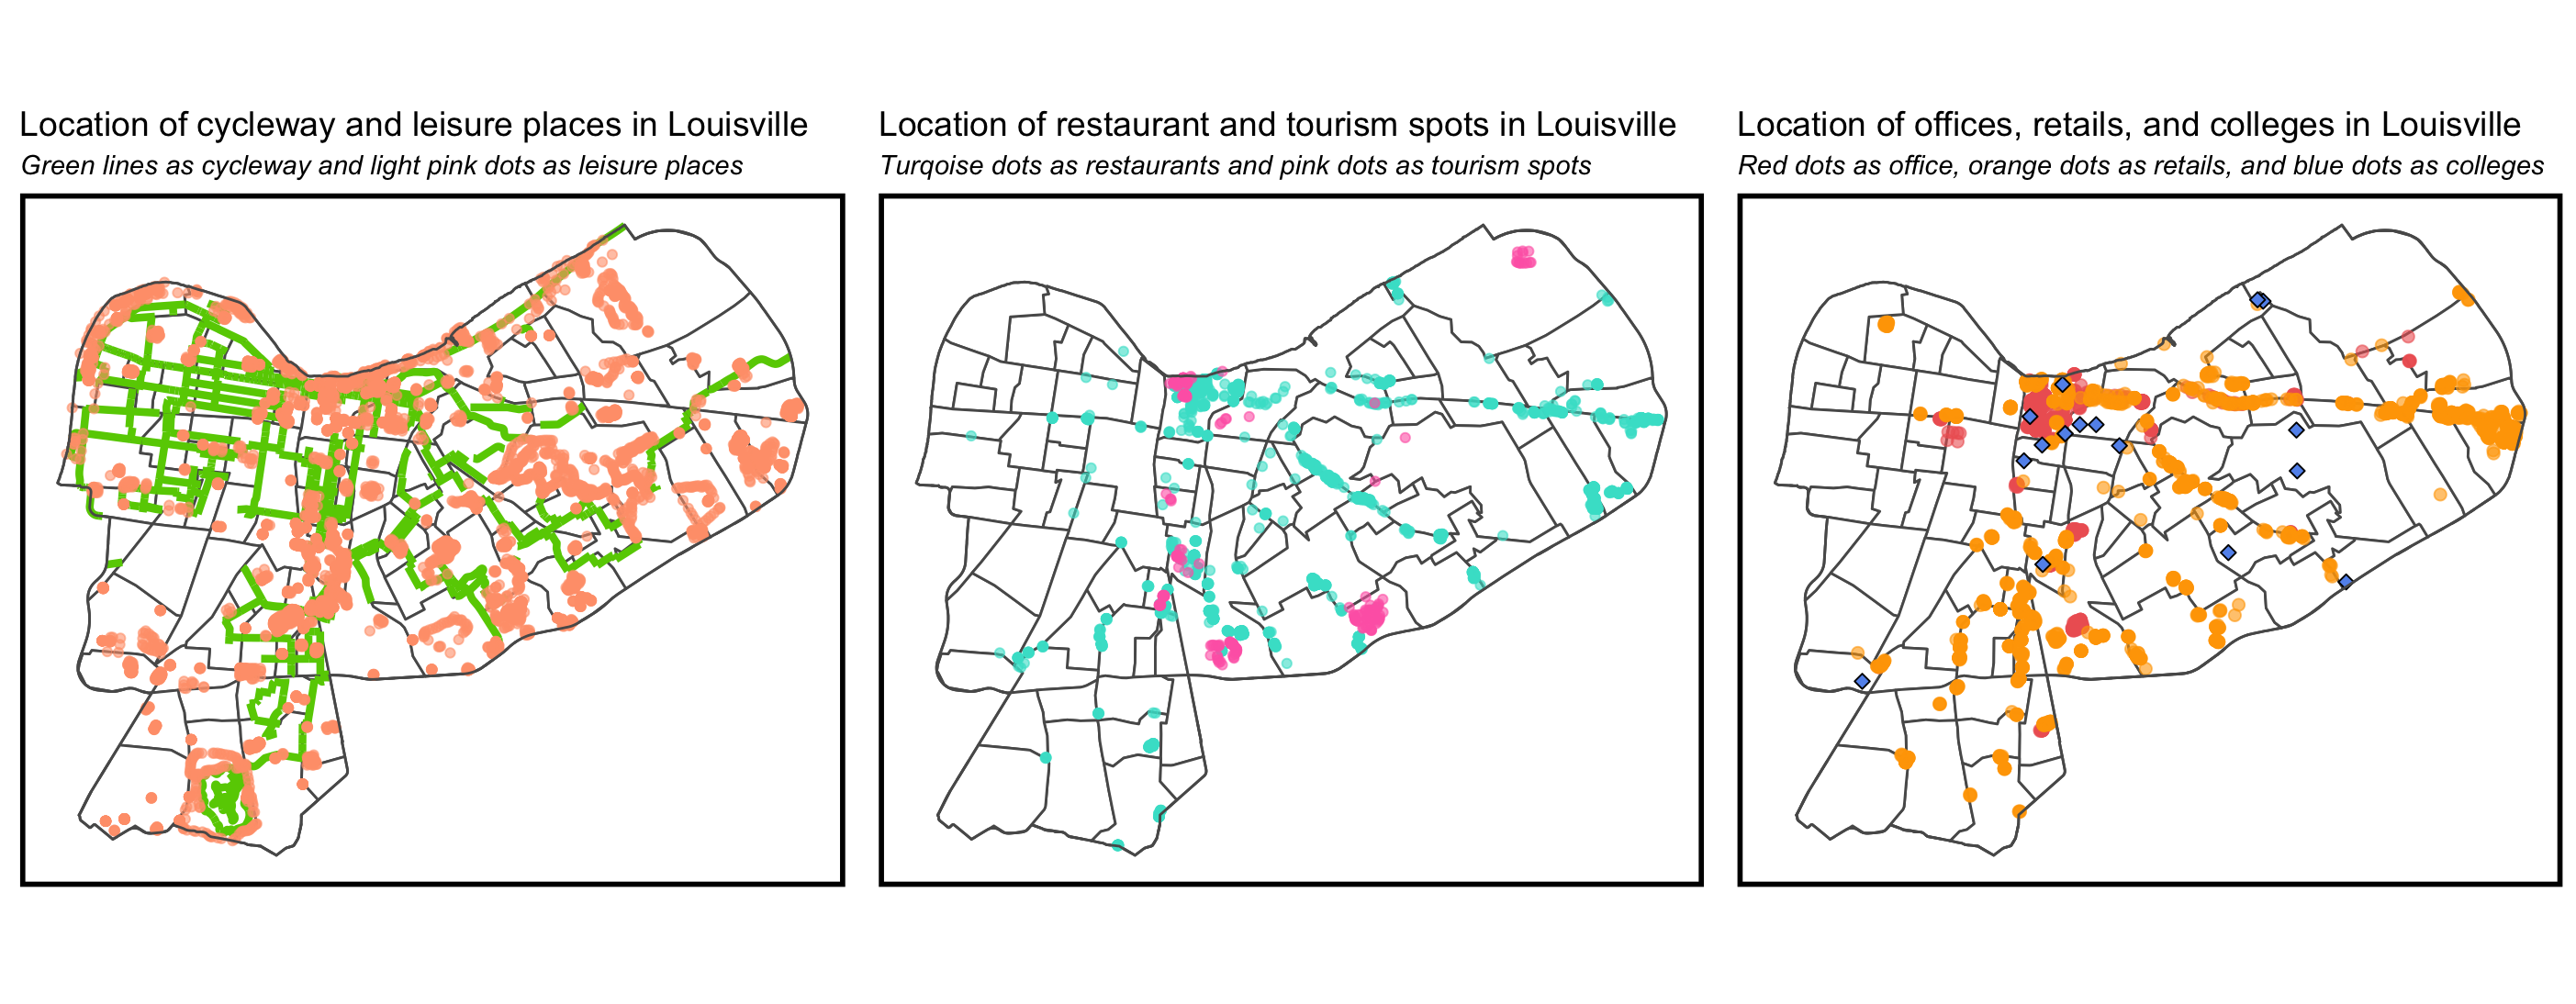 Location of cycleway and leisure places in Louisville
Green lines as cycleway and light pink dots as leisure places
Location of restaurant and tourism spots in Louisville
Turqoise dots as restaurants and pink dots as tourism spots
Location of offices, retails, and colleges in Louisville
Red dots as office, orange dots as retails, and blue dots as colleges